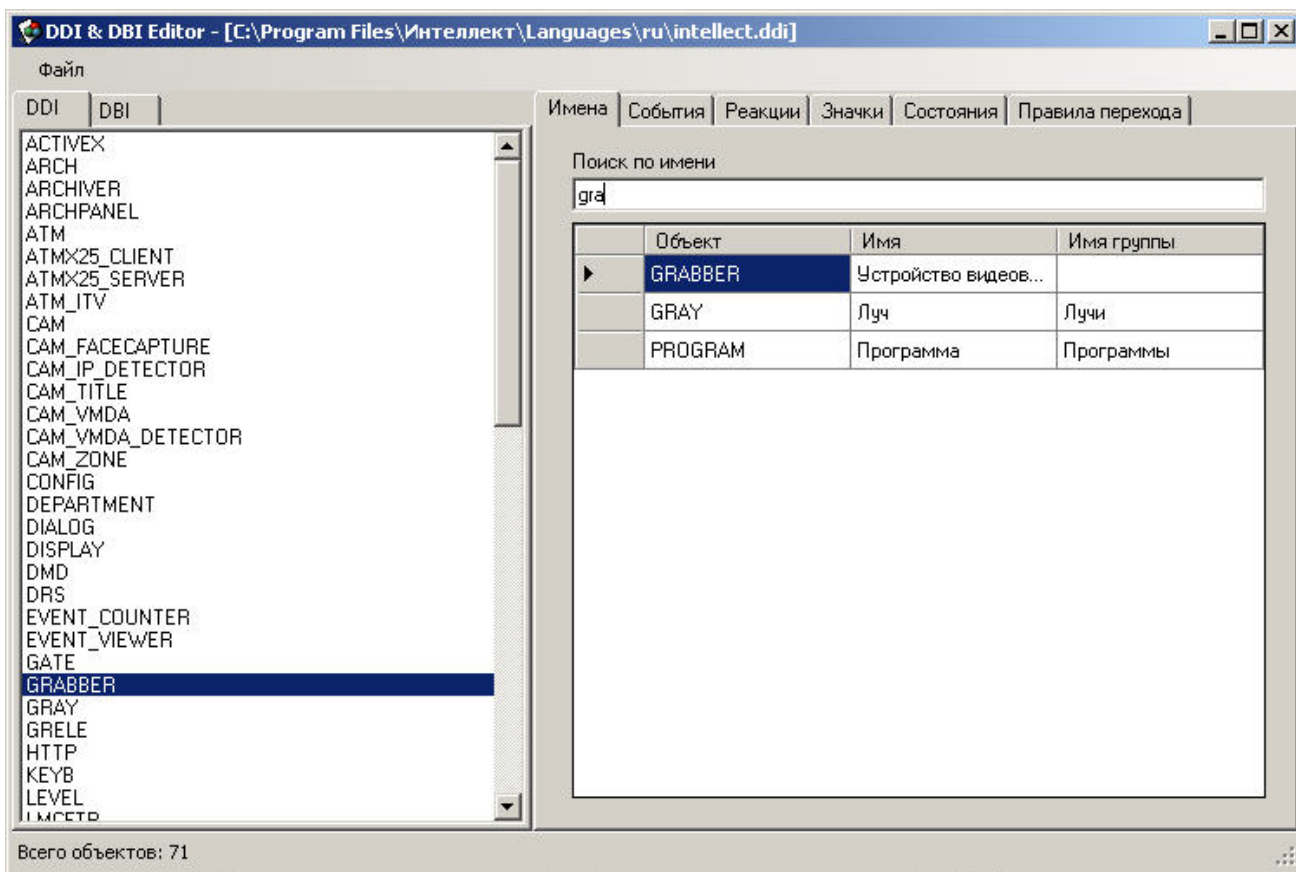 DDI & DBI Editor - [C:\Program Files\Интеллект\Languages\ru\intellect.ddi]
Файл
DDI DBI
ACTIVEX
ARCH
ARCHIVER
ARCHPANEL
ATM
ATMX25_CLIENT
ATMX25_SERVER
ATM_ITV
CAM
CAM_FACECAPTURE
CAM_IP_DETECTOR
CAM_TITLE
CAM_VMDA
CAM_VMDA_DETECTOR
CAM_ZONE
CONFIG
DEPARTMENT
DIALOG
DISPLAY
DMD
DRS
EVENT_COUNTER
EVENT_VIEWER
GATE
GRABBER
GRAY
GRELE
HTTP
KEYB
LEVEL
Имена События Реакции Значки Состояния Правила перехода
Поиск по имени
gra
Объект Имя Имя группы
GRABBER Устройство видеов...
GRAY Луч Лучи
PROGRAM Программа Программы
Всего объектов: 71